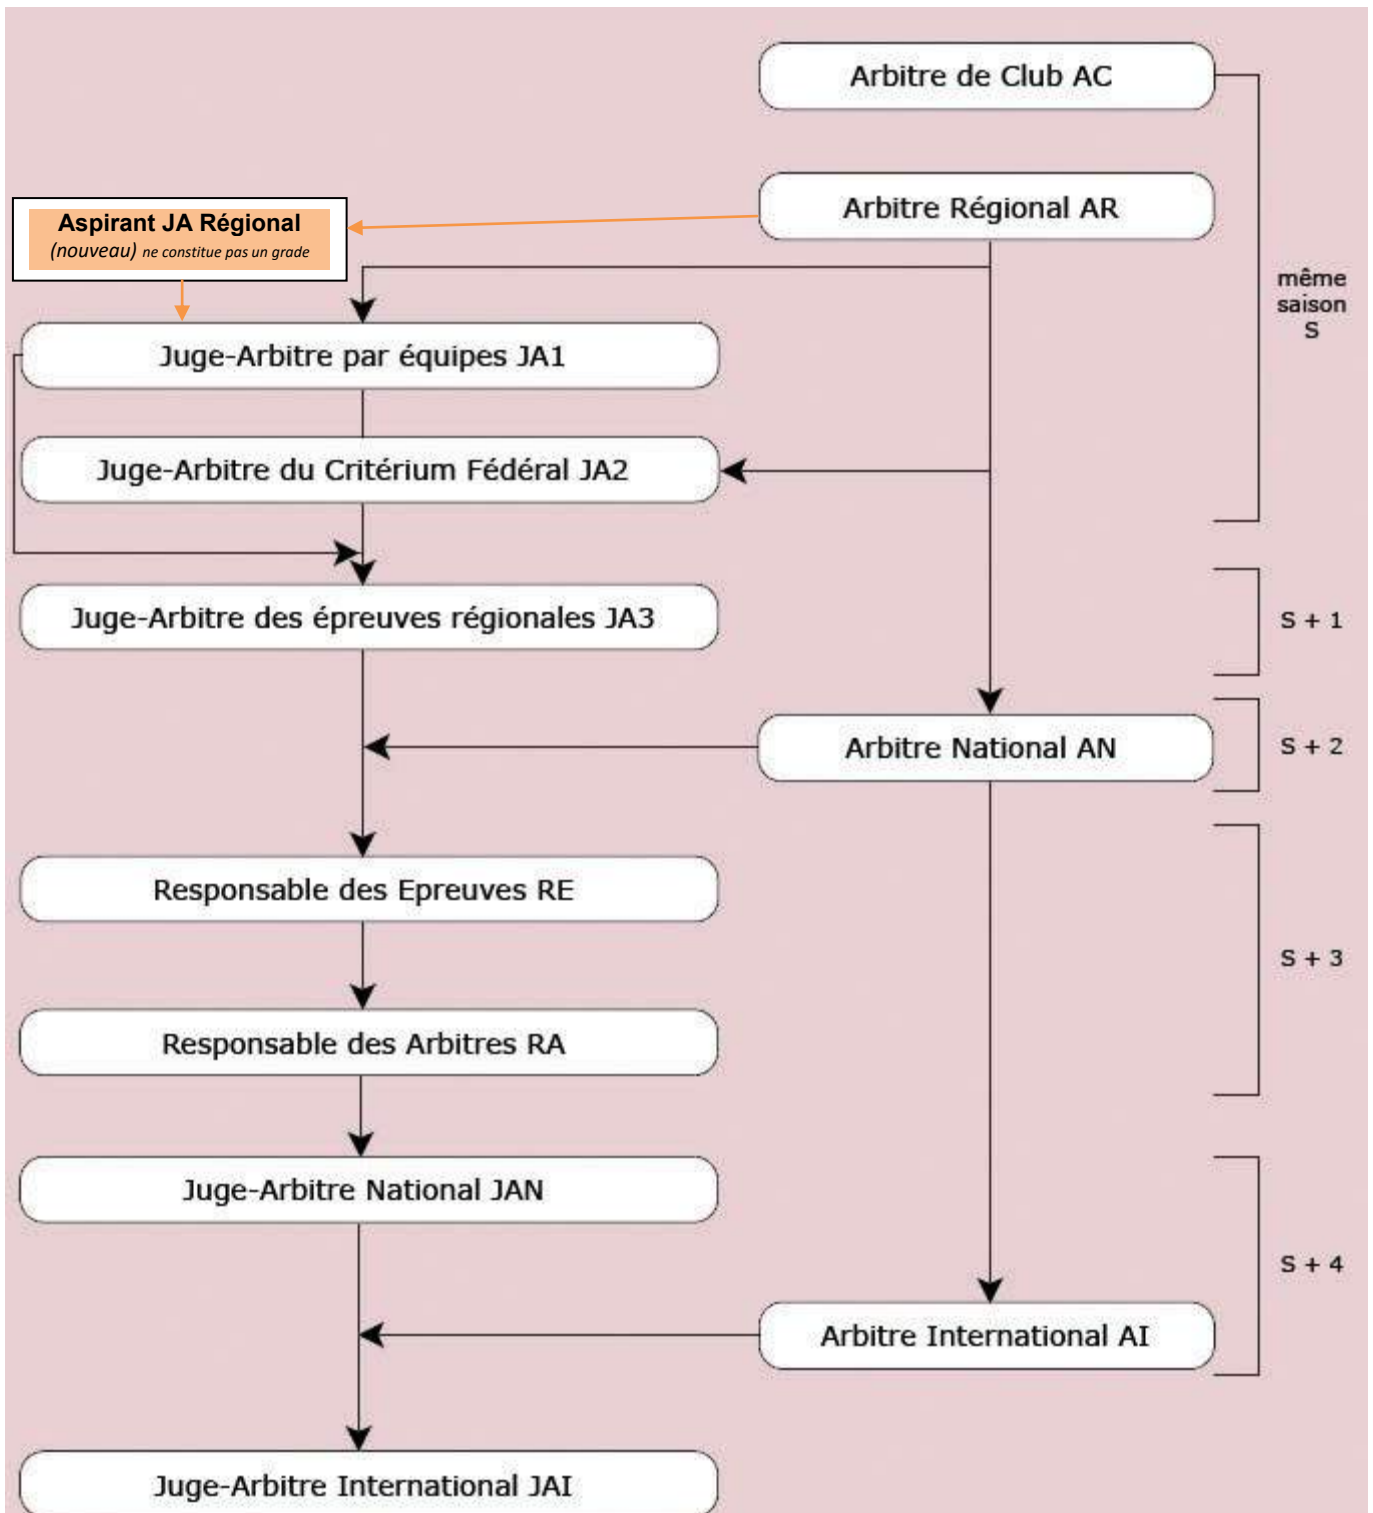 Arbitre de Club AC
Arbitre Régional AR
Aspirant JA Régional
(nouveau) ne constitue pas un grade
même
saison
S
Juge-Arbitre par équipes JA1
Juge-Arbitre du Critérium Fédéral JA2
Juge-Arbitre des épreuves régionales JA3
S + 1
Arbitre National AN
S + 2
Responsable des Epreuves RE
S + 3
Responsable des Arbitres RA
Juge-Arbitre National JAN
S + 4
Arbitre International AI
Juge-Arbitre International JAI